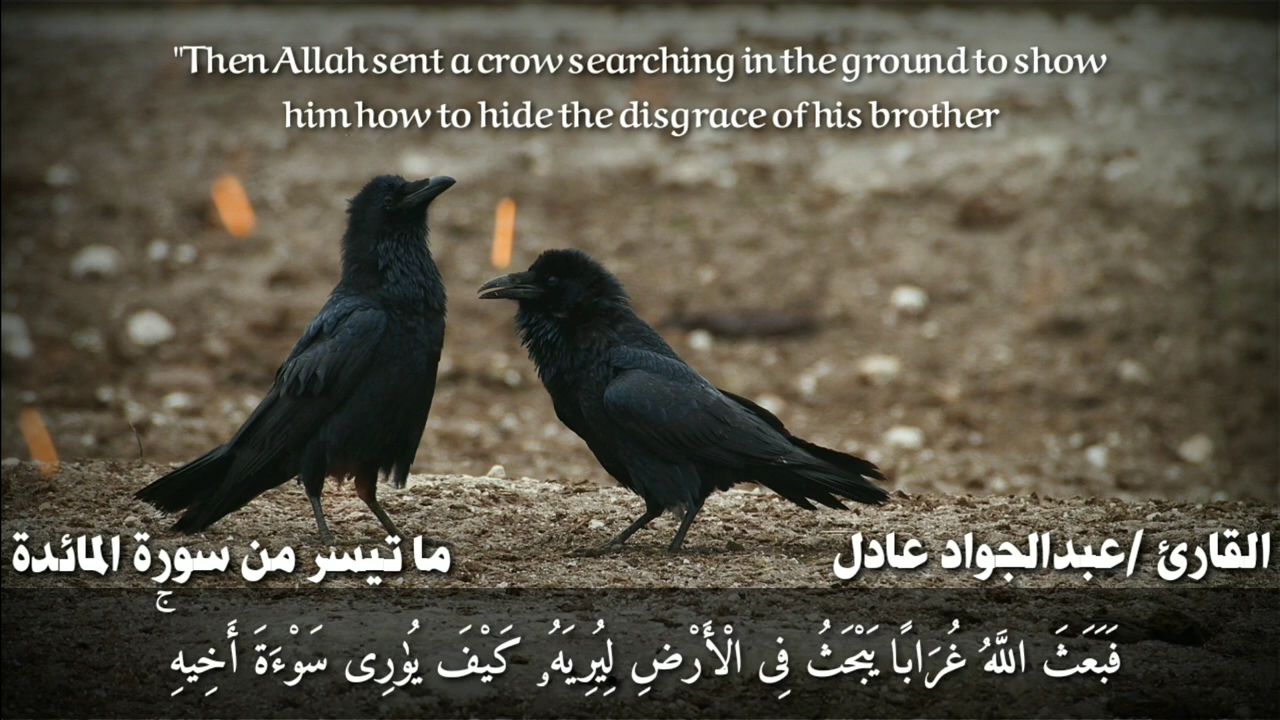 "Then Allah sent a crow searching in the ground to show
him how to hide the disgrace of his brother
القارئ /عبدالجواد عادل
ما تيسر من سورة المائدة
فَبَعَثَ اللَّهُ غُرَابًا يَبْحَثُ فِى الْأَرْضِ لِيُرِيَهُۥ كَيْفَ يُوَٰرِى سَوْءَةَ أَخِيهِ ۚ